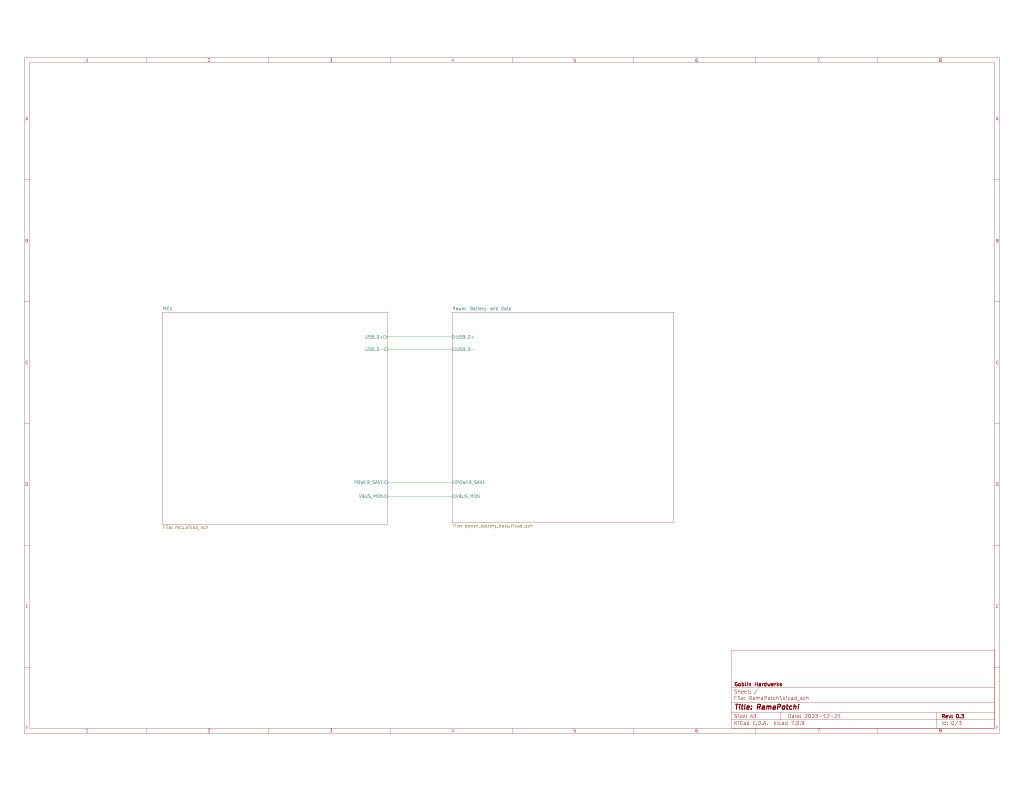 1 2 3 4 5 6 7 8
A A
B B
MCU Power, Battery, and Data
USB_D+ USB_D+
USB_D- USB_D-
C C
POWER_SAVE POWER_SAVE
D D
VBUS_MON VBUS_MON
File: mcu.kicad_sch File: power_battery_data.kicad_sch
E E
Goblin Hardwerks
Sheet: /
File: RamaPotchi.kicad_sch
Title: RamaPotchi
Size: A3 Date: 2023-12-21 Rev: 0.3
KiCad E.D.A. kicad 7.0.9 Id: 0/3
F F
1 2 3 4 5 6 7 8